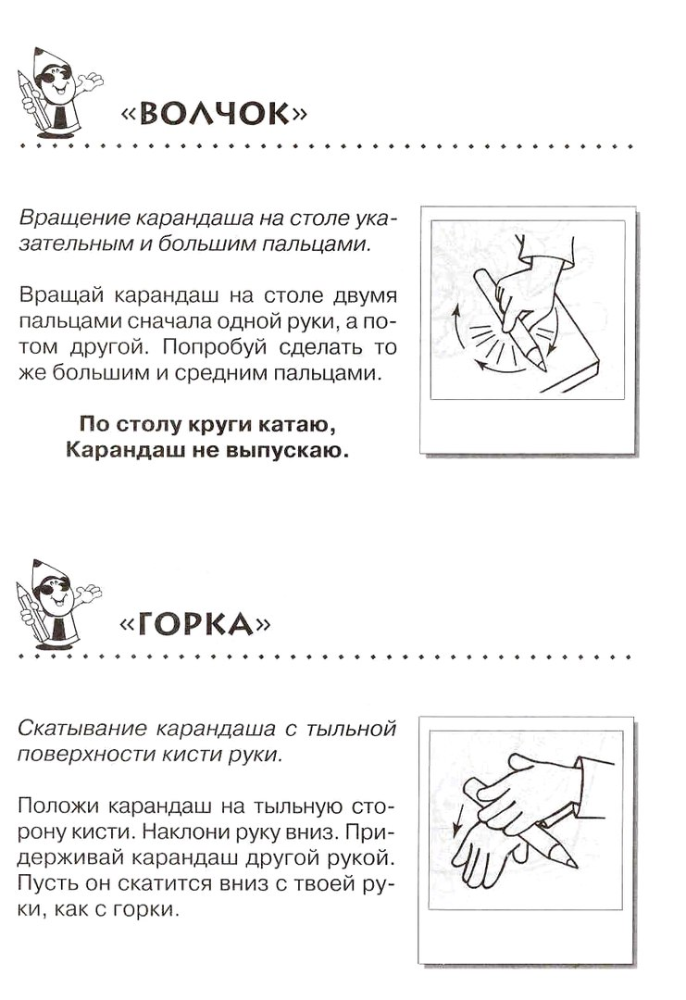 «ВОЛЧОК»
Вращение карандаша на столе ука-
зательным и большим пальцами.
Вращай карандаш на столе двумя
пальцами сначала одной руки, а по-
том другой. Попробуй сделать то
же большим и средним пальцами.
По столу круги катаю,
Карандаш не выпускаю.
«ГОРКА»
Скатывание карандаша с тыльной
поверхности кисти руки.
Положи карандаш на тыльную сто-
рону кисти. Наклони руку вниз. При-
держивай карандаш другой рукой.
Пусть он скатится вниз с твоей ру-
ки, как с горки.